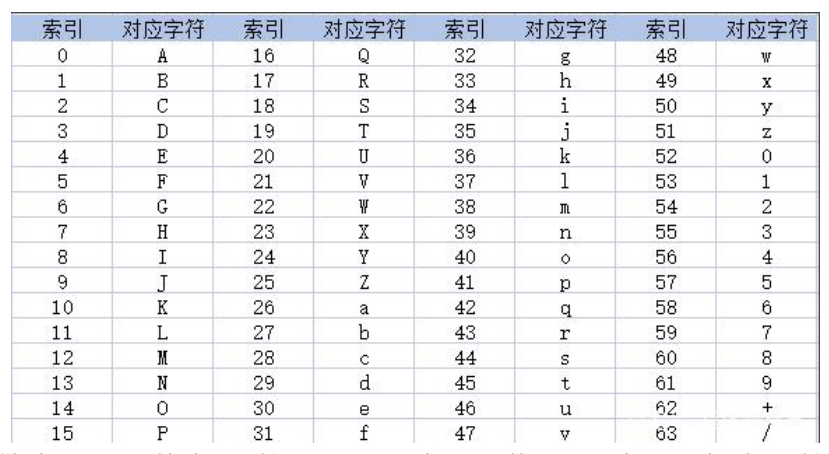 索引 对应字符 索引 对应字符 索引 对应字符 索引 对应字符
0 A 16 Q 32 g 48 w
1 B 17 R 33 h 49 x
2 C 18 S 34 i 50 y
3 D 19 T 35 j 51 z
4 E 20 U 36 k 52 0
5 F 21 V 37 l 53 1
6 G 22 W 38 m 54 2
7 H 23 X 39 n 55 3
8 I 24 Y 40 o 56 4
9 J 25 Z 41 p 57 5
10 K 26 a 42 q 58 6
11 L 27 b 43 r 59 7
12 M 28 c 44 s 60 8
13 N 29 d 45 t 61 9
14 O 30 e 46 u 62 +
15 P 31 f 47 v 63 /